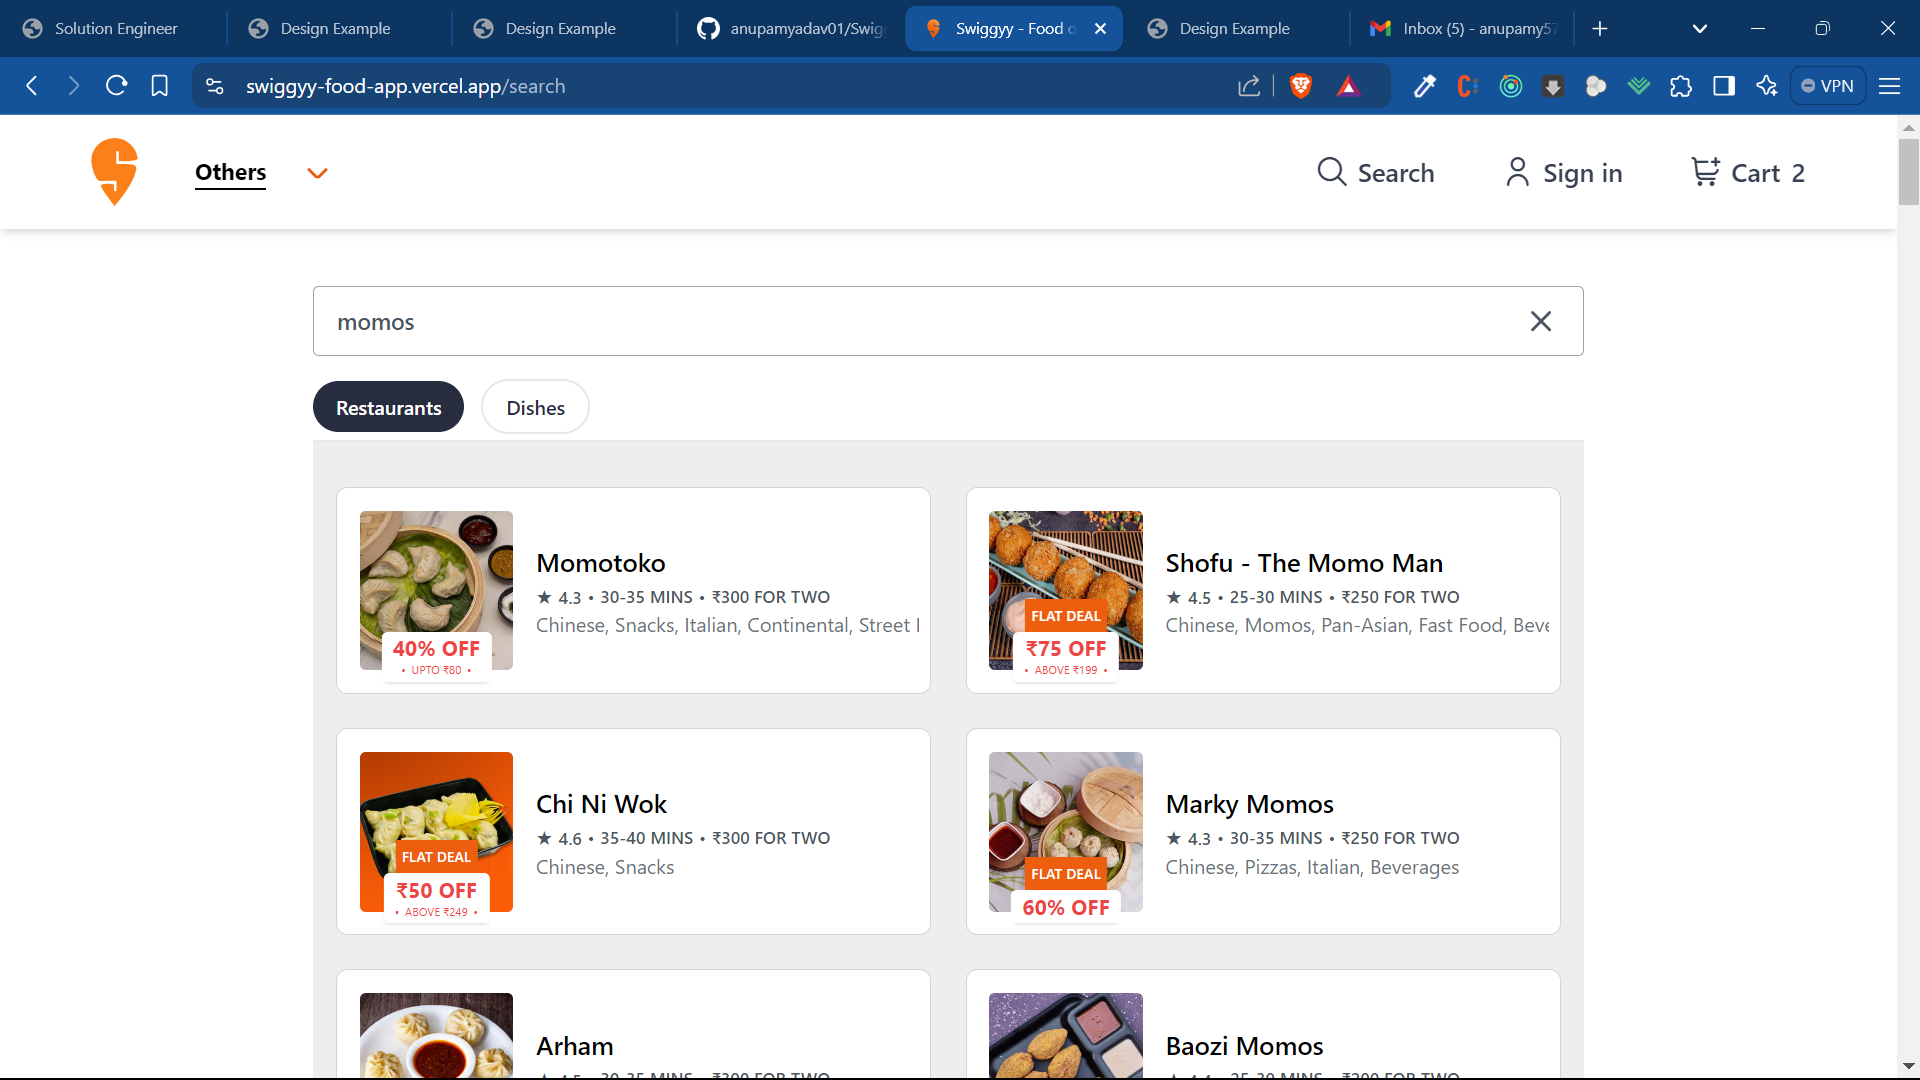 Solution Engineer
Design Example
Design Example
anupamyadav01/Swig
Swiggyy - Food o
Design Example
Inbox (5) - anupamy57
swiggyy-food-app.vercel.app/search
VPN
Others
Search
Sign in
Cart 2
momos
Restaurants
Dishes
Momotoko
★ 4.3 • 30-35 MINS • ₹300 FOR TWO
Chinese, Snacks, Italian, Continental, Street
40% OFF
• UPTO ₹80 •
Shofu - The Momo Man
★ 4.5 • 25-30 MINS • ₹250 FOR TWO
Chinese, Momos, Pan-Asian, Fast Food, Beve
FLAT DEAL
₹75 OFF
• ABOVE ₹199 •
Chi Ni Wok
★ 4.6 • 35-40 MINS • ₹300 FOR TWO
Chinese, Snacks
FLAT DEAL
₹50 OFF
• ABOVE ₹249 •
Marky Momos
★ 4.3 • 30-35 MINS • ₹250 FOR TWO
Chinese, Pizzas, Italian, Beverages
FLAT DEAL
60% OFF
Arham
Baozi Momos